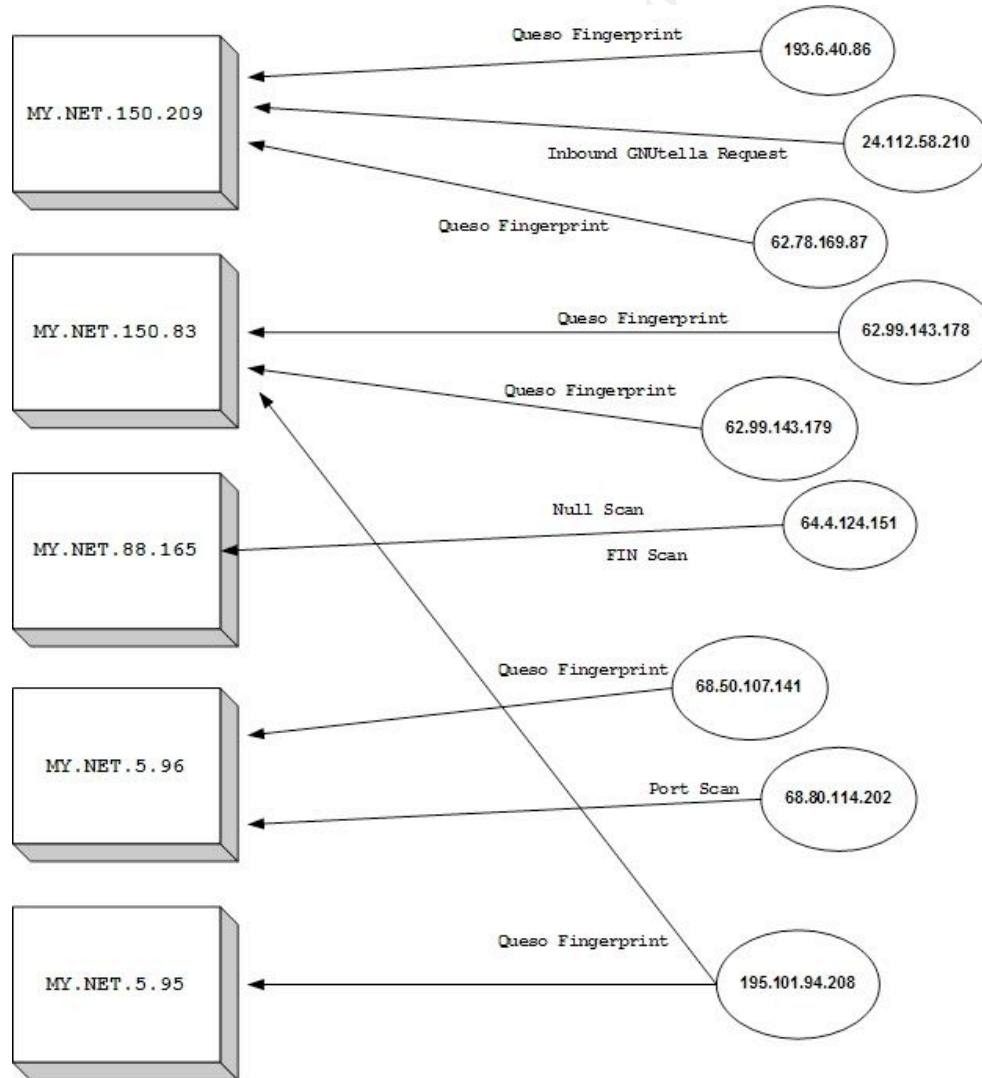 Queso Fingerprint
193.6.40.86
MY.NET.150.209
Inbound GNUtella Request
24.112.58.210
Queso Fingerprint
62.78.169.87
MY.NET.150.83
Queso Fingerprint
62.99.143.178
Queso Fingerprint
62.99.143.179
Null Scan
64.4.124.151
MY.NET.88.165
FIN Scan
Queso Fingerprint
68.50.107.141
MY.NET.5.96
Port Scan
68.80.114.202
Queso Fingerprint
MY.NET.5.95
195.101.94.208